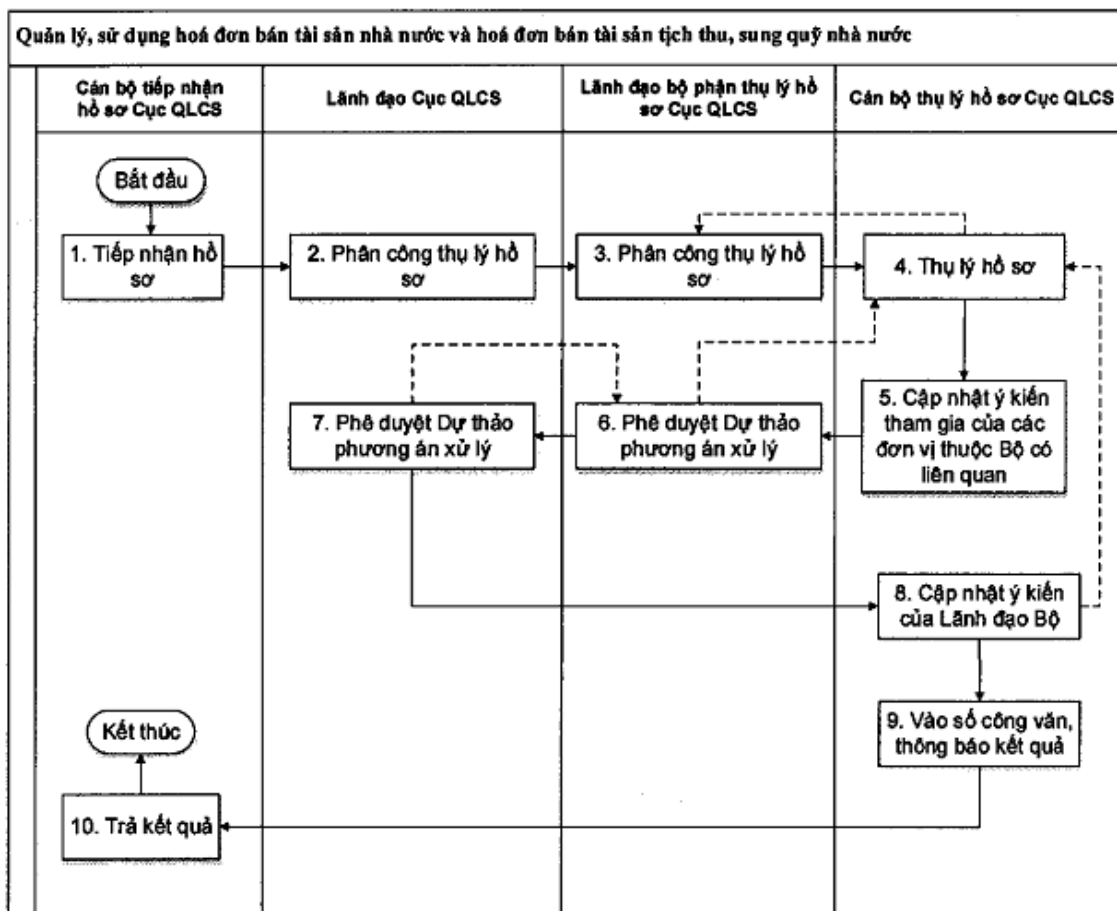 Quản lý, sử dụng hoá đơn bán tài sản nhà nước và hoá đơn bán tài sản tịch thu, sung quỹ nhà nước
Cán bộ tiếp nhận
hồ sơ Cục QLCS
Lãnh đạo Cục QLCS
Lãnh đạo bộ phận thụ lý hồ
sơ Cục QLCS
Cán bộ thụ lý hồ sơ Cục QLCS
Bắt đầu
1. Tiếp nhận hồ
sơ
2. Phân công thụ lý hồ
sơ
3. Phân công thụ lý hồ
sơ
4. Thụ lý hồ sơ
7. Phê duyệt Dự thảo
phương án xử lý
6. Phê duyệt Dự thảo
phương án xử lý
5. Cập nhật ý kiến
tham gia của các
đơn vị thuộc Bộ có
liên quan
8. Cập nhật ý kiến
của Lãnh đạo Bộ
Kết thúc
9. Vào số công văn,
thông báo kết quả
10. Trả kết quả